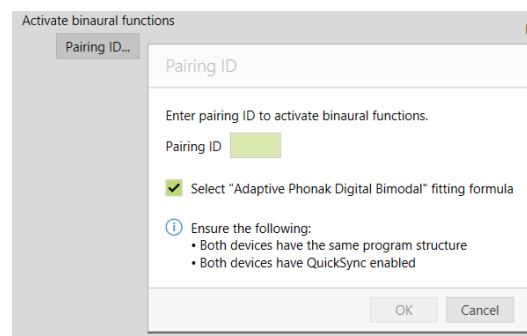 Activate binaural functions
Pairing ID...
Pairing ID
Enter pairing ID to activate binaural functions.
Pairing ID
Select "Adaptive Phonak Digital Bimodal" fitting formula
Ensure the following:
• Both devices have the same program structure
• Both devices have QuickSync enabled
OK Cancel